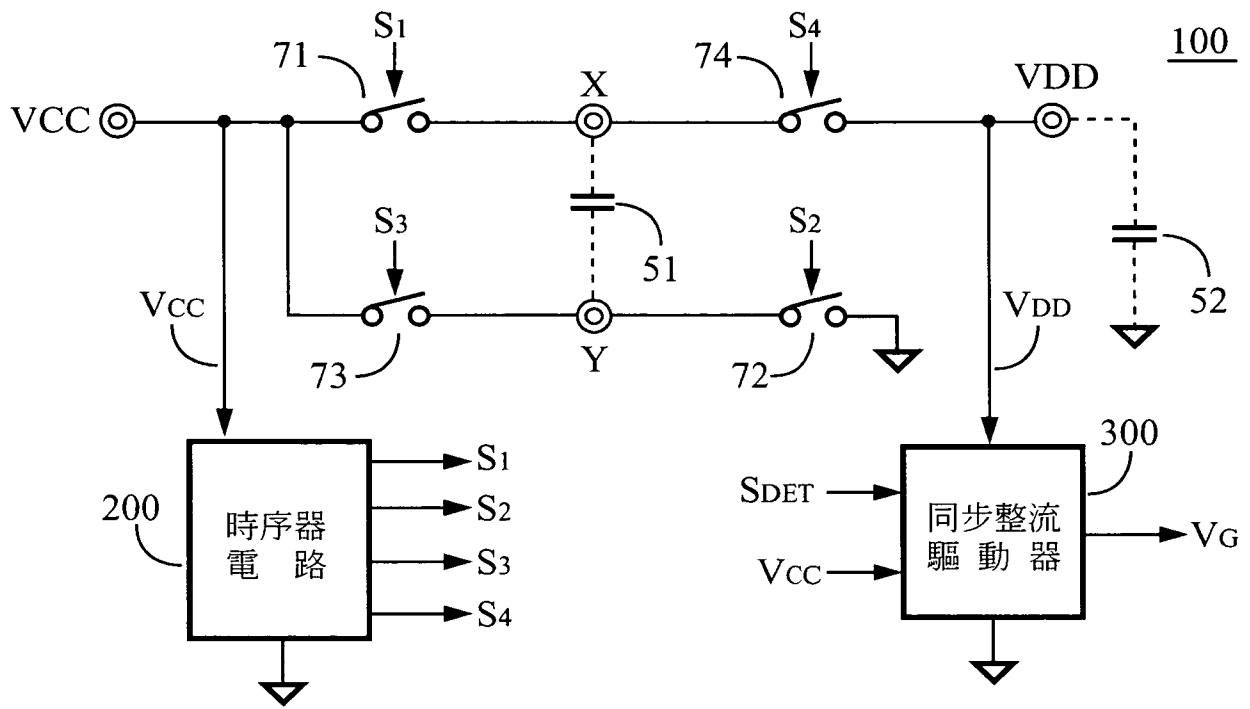 S1
S4
100
71
74
VCC
X
VDD
S3
S2
51
52
VCC
VDD
73
Y
72
200
時序器
電 路
S1
S2
S3
S4
300
SDET
VCC
同步整流
驅 動 器
VG